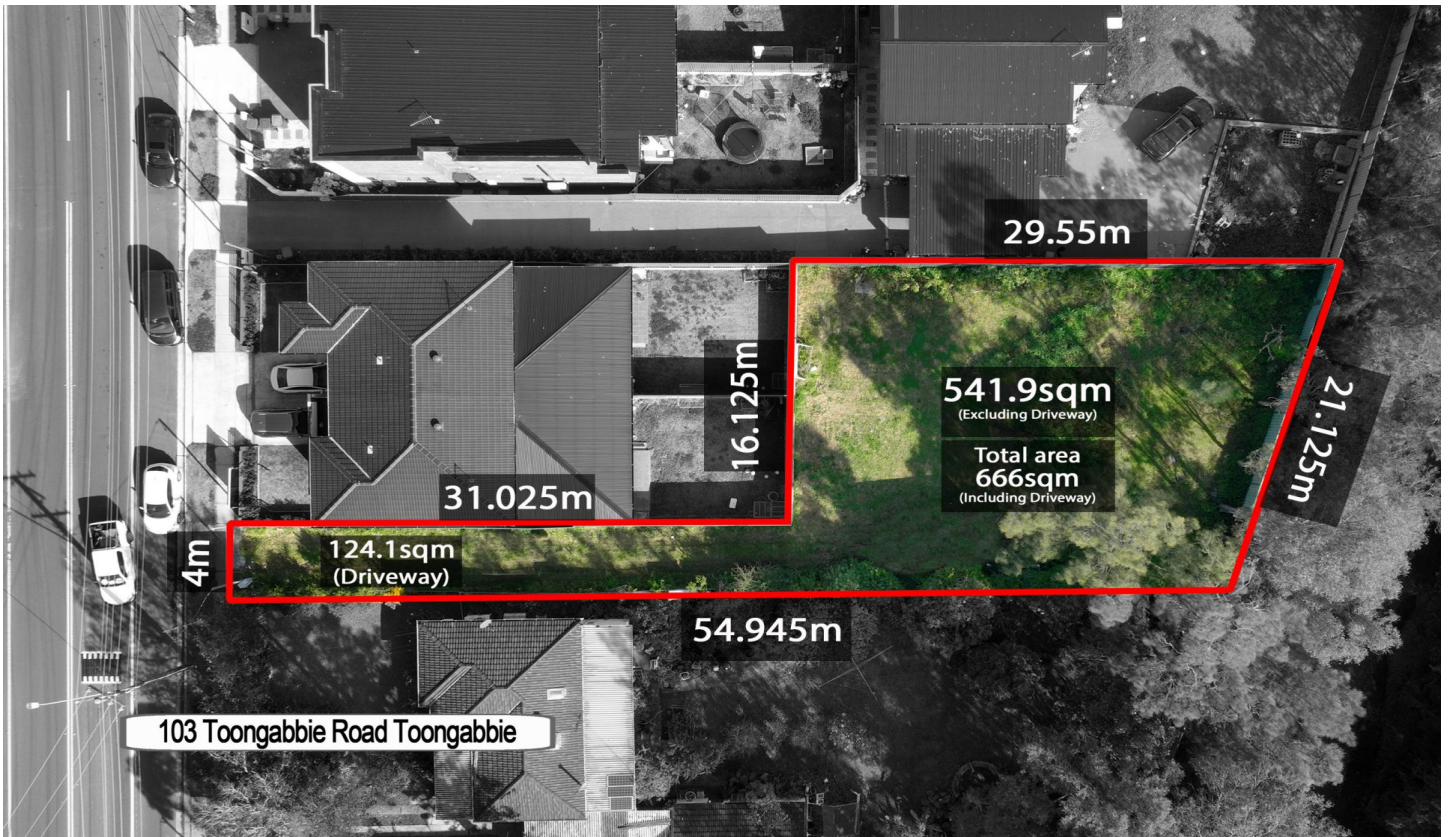 29.55m
16.125m
541.9sqm
(Excluding Driveway)
Total area
666sqm
(Including Driveway)
21.125m
31.025m
4m
124.1sqm
(Driveway)
54.945m
103 Toongabbie Road Toongabbie